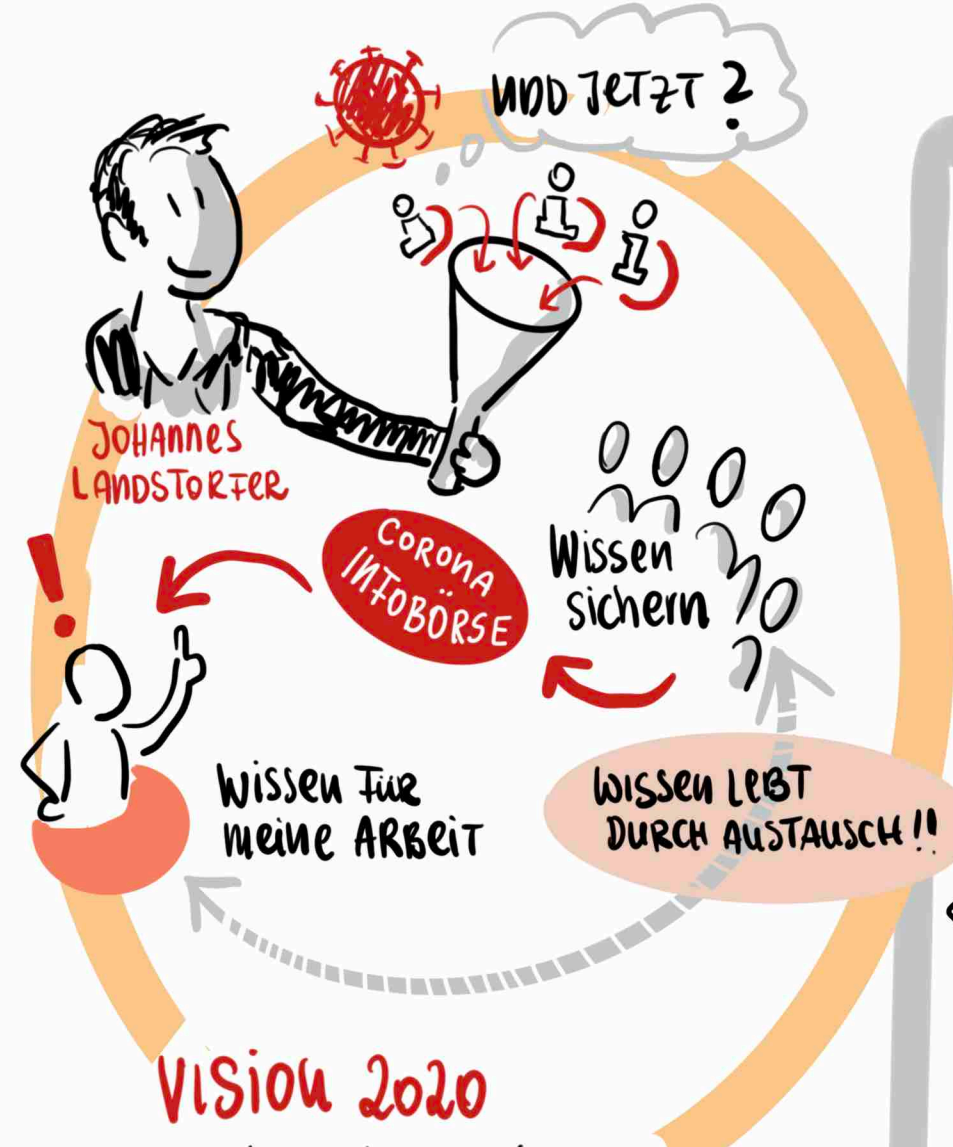 UND JETZT ?
JOHANNES
LANDSTORFER
CORONA
INFOBÖRSE
Wissen
sichern
Wissen für
meine ARBEIT
WISSEN LEBT
DURCH AUSTAUSCH !!
VISION 2020